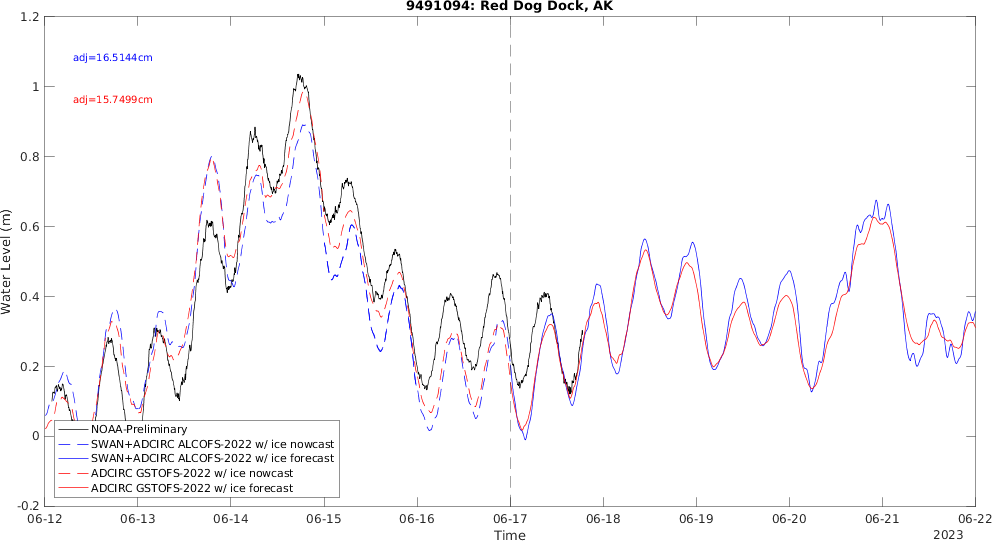 9491094: Red Dog Dock, AK
1.2
adj=16.5144cm
1
adj=15.7499cm
0.8
0.6
Water Level (m)
0.4
0.2
0
NOAA-Preliminary
SWAN+ADCIRC ALCOFS-2022 w/ ice nowcast
SWAN+ADCIRC ALCOFS-2022 w/ ice forecast
ADCIRC GSTOFS-2022 w/ ice nowcast
ADCIRC GSTOFS-2022 w/ ice forecast
-0.2
06-12 06-13 06-14 06-15 06-16 06-17 06-18 06-19 06-20 06-21 06-22
Time
2023